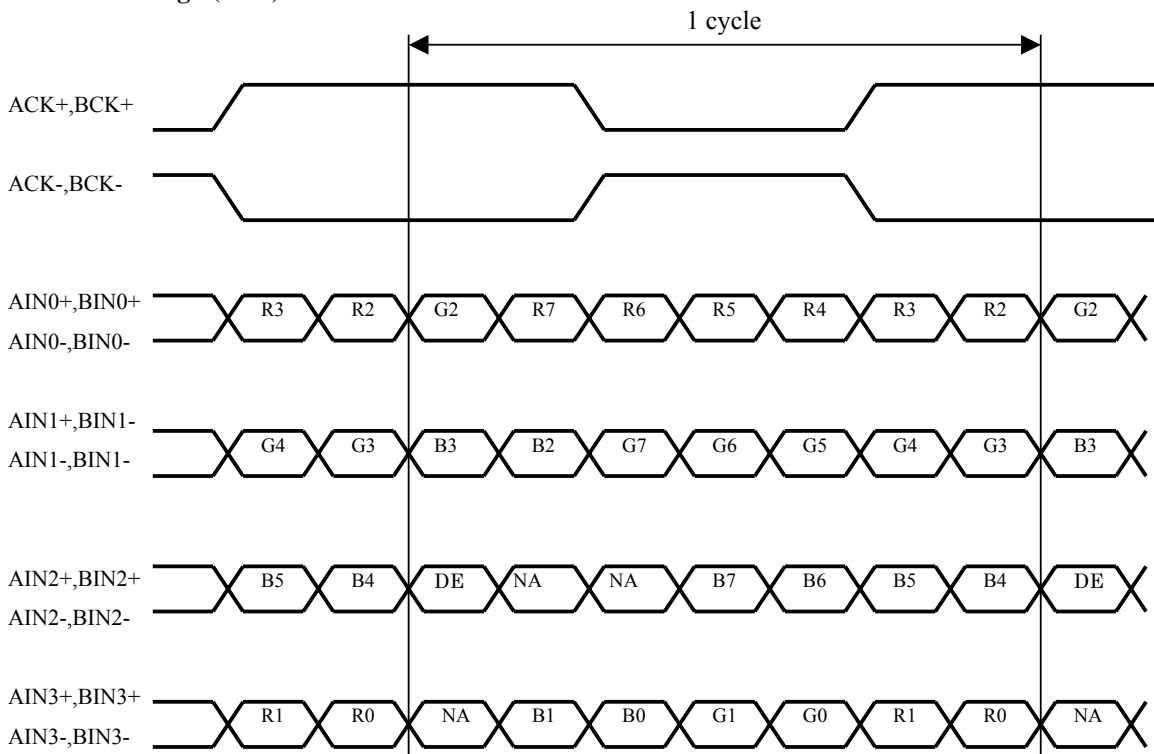 1 cycle
ACK+,BCK+
ACK-,BCK-
AIN0+,BIN0+
R3 R2 G2 R7 R6 R5 R4 R3 R2 G2
AIN0-,BIN0-
AIN1+,BIN1-
G4 G3 B3 B2 G7 G6 G5 G4 G3 B3
AIN1-,BIN1-
AIN2+,BIN2+
B5 B4 DE NA NA B7 B6 B5 B4 DE
AIN2-,BIN2-
AIN3+,BIN3+
R1 R0 NA B1 B0 G1 G0 R1 R0 NA
AIN3-,BIN3-